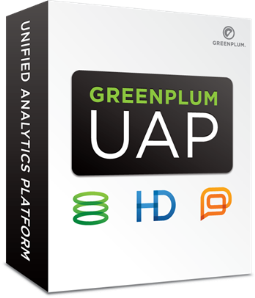 UNIFIED ANALYTICS PLATFORM
GREENPLUM.
GREENPLUM
UAP
HD